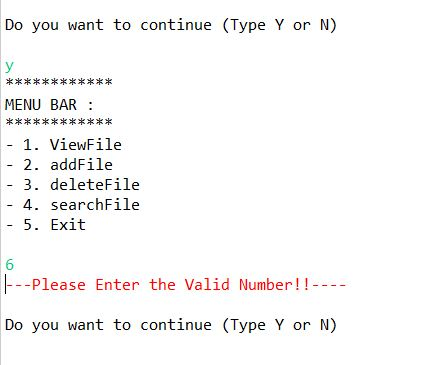 Do you want to continue (Type Y or N)
y
************
MENU BAR :
************
- 1. ViewFile
- 2. addFile
- 3. deleteFile
- 4. searchFile
- 5. Exit
6
---Please Enter the Valid Number!!----
Do you want to continue (Type Y or N)